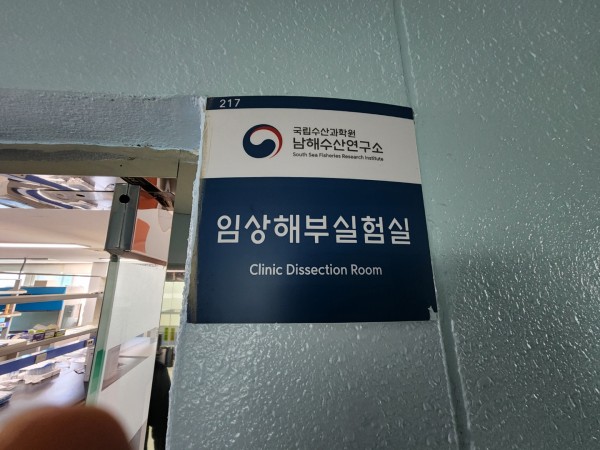 217
국립수산과학원
남해수산연구소
South Sea Fisheries Research Institute
임상해부실험실
Clinic Dissection Room